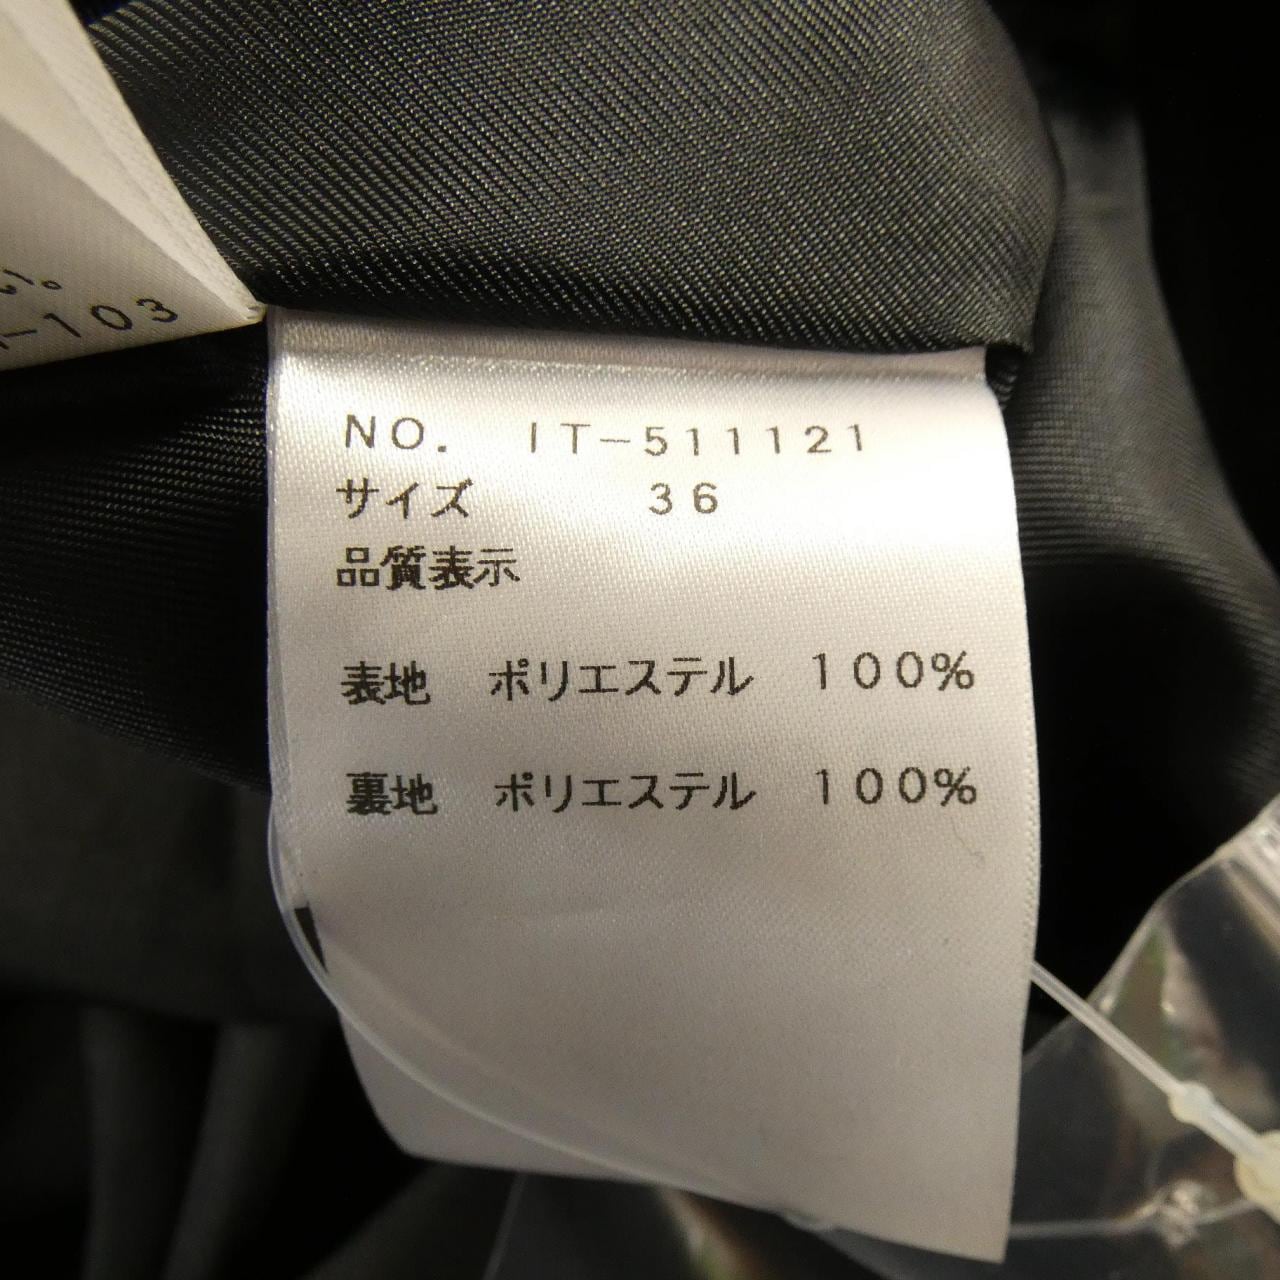 -103
NO. IT-511121
サイズ 36
品質表示
表地 ポリエステル 100%
裏地 ポリエステル 100%